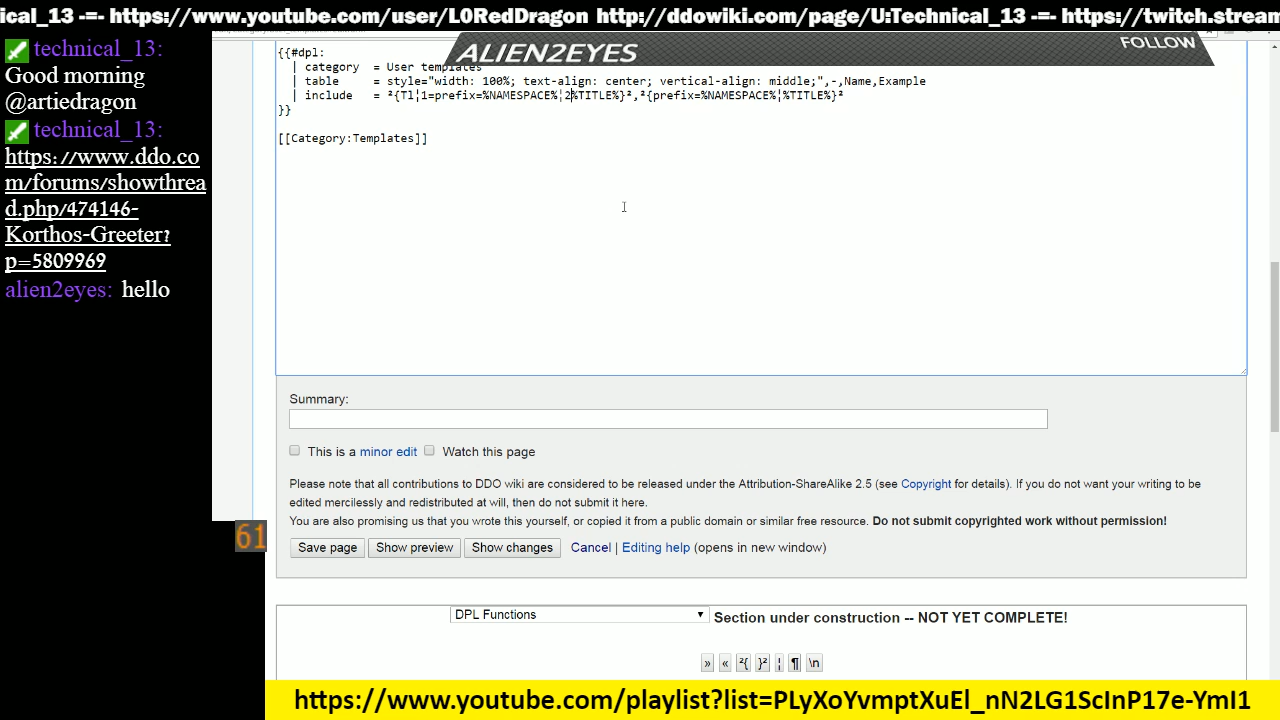 ical_13 -=- https://www.youtube.com/user/L0RedDragon http://ddowiki.com/page/U:Technical_13 -=- https://twitch.stream
technical_13:
Good morning
@artiedragon
technical_13:
https://www.ddo.co
m/forums/showthrea
d.php/474146-
Korthos-Greeter?
p=5809969
alien2eyes: hello
ALIEN2EYES
FOLLOW
{{#dpl:
| category = User templates
| table = style="width: 100%; text-align: center; vertical-align: middle;",-,Name,Example
| include = ²{Tl¦1=prefix=%NAMESPACE%¦2%TITLE%}²,²{prefix=%NAMESPACE%¦%TITLE%}²
}}
[[Category:Templates]]
Summary:
This is a minor edit Watch this page
Please note that all contributions to DDO wiki are considered to be released under the Attribution-ShareAlike 2.5 (see Copyright for details). If you do not want your writing to be
edited mercilessly and redistributed at will, then do not submit it here.
You are also promising us that you wrote this yourself, or copied it from a public domain or similar free resource. Do not submit copyrighted work without permission!
61
Save page Show preview Show changes Cancel | Editing help (opens in new window)
DPL Functions Section under construction -- NOT YET COMPLETE!
» « ²{ }² ¦ ¶ \n
https://www.youtube.com/playlist?list=PLyXoYvmptXuEl_nN2LG1ScInP17e-YmI1